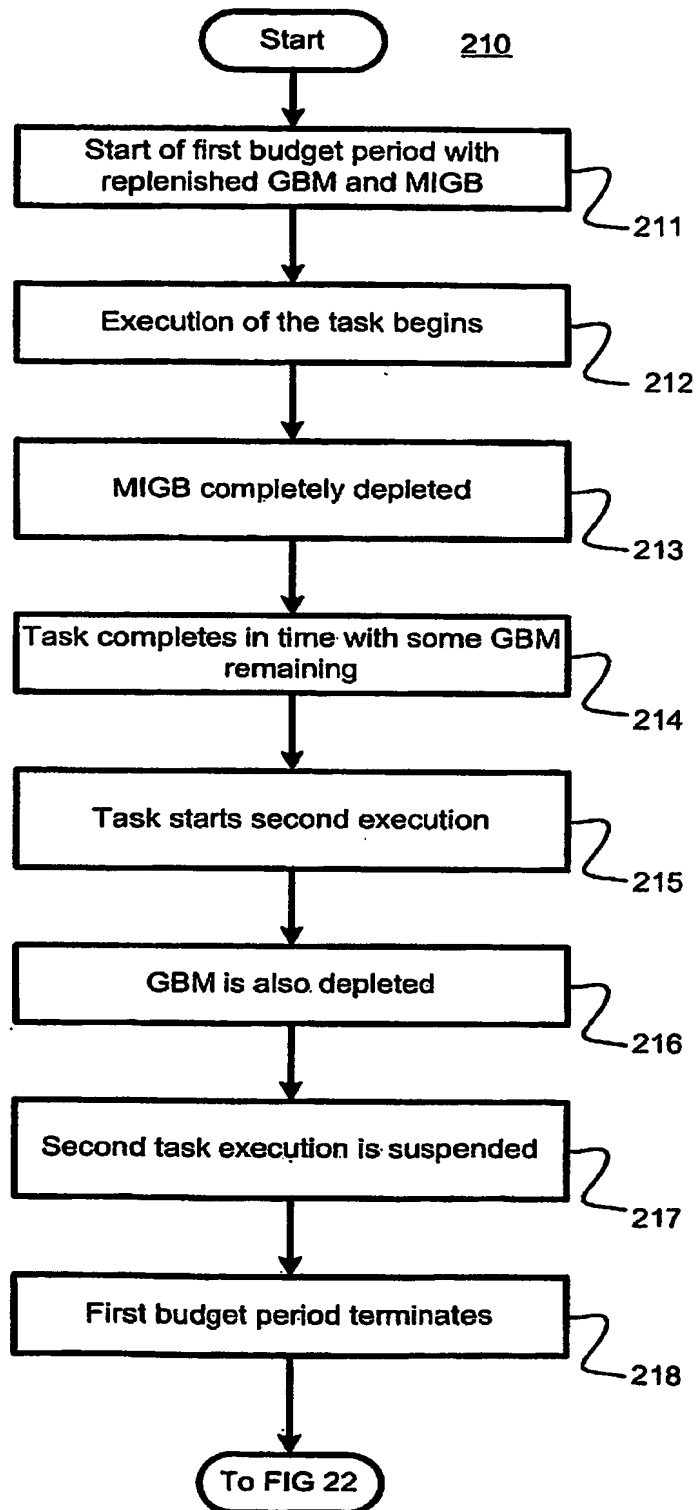 Start
210
Start of first budget period with
replenished GBM and MIGB
211
Execution of the task begins
212
MIGB completely depleted
213
Task completes in time with some GBM
remaining
214
Task starts second execution
215
GBM is also depleted
216
Second task execution is suspended
217
First budget period terminates
218
To FIG 22